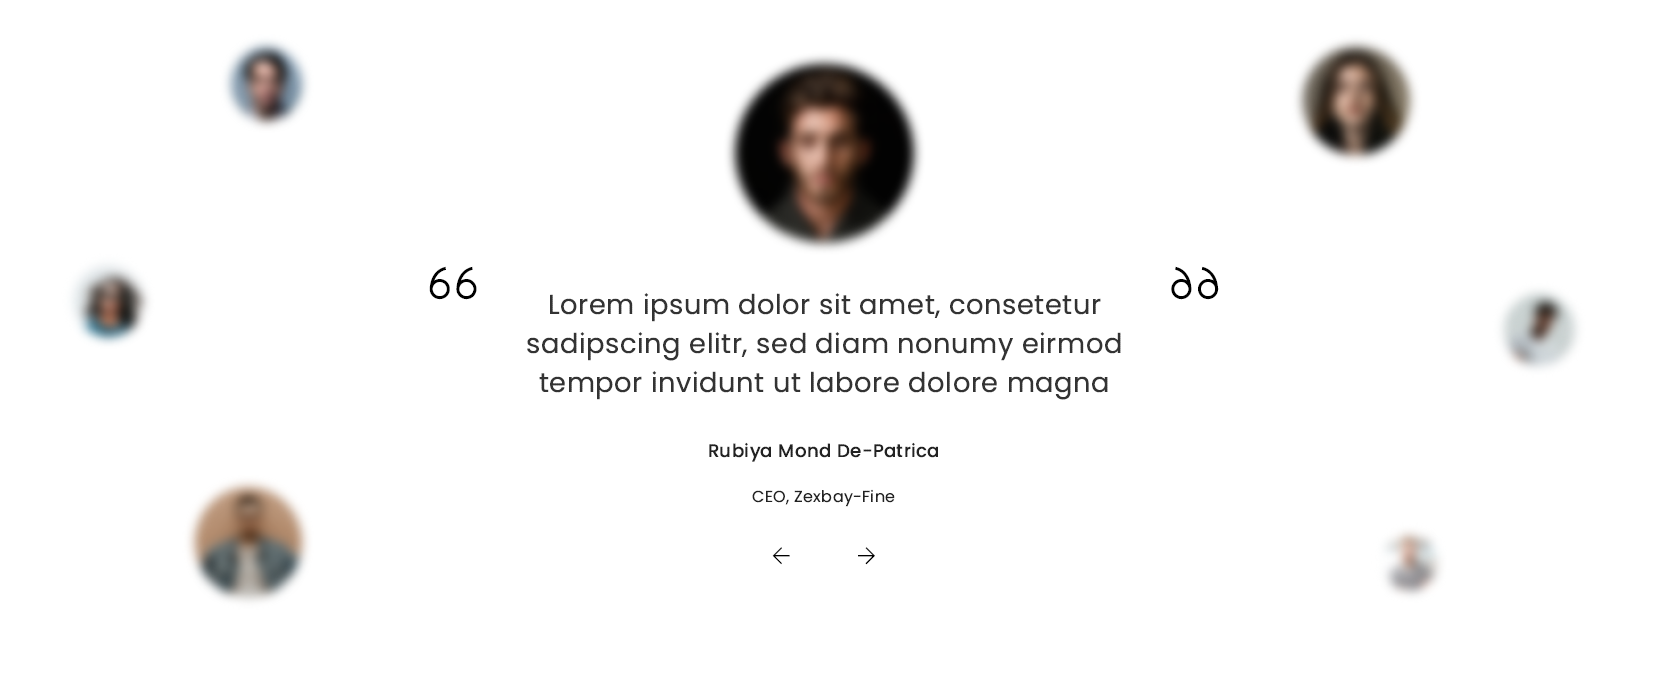 “
”
Lorem ipsum dolor sit amet, consetetur
sadipscing elitr, sed diam nonumy eirmod
tempor invidunt ut labore dolore magna
Rubiya Mond De-Patrica
CEO, Zexbay-Fine
← →